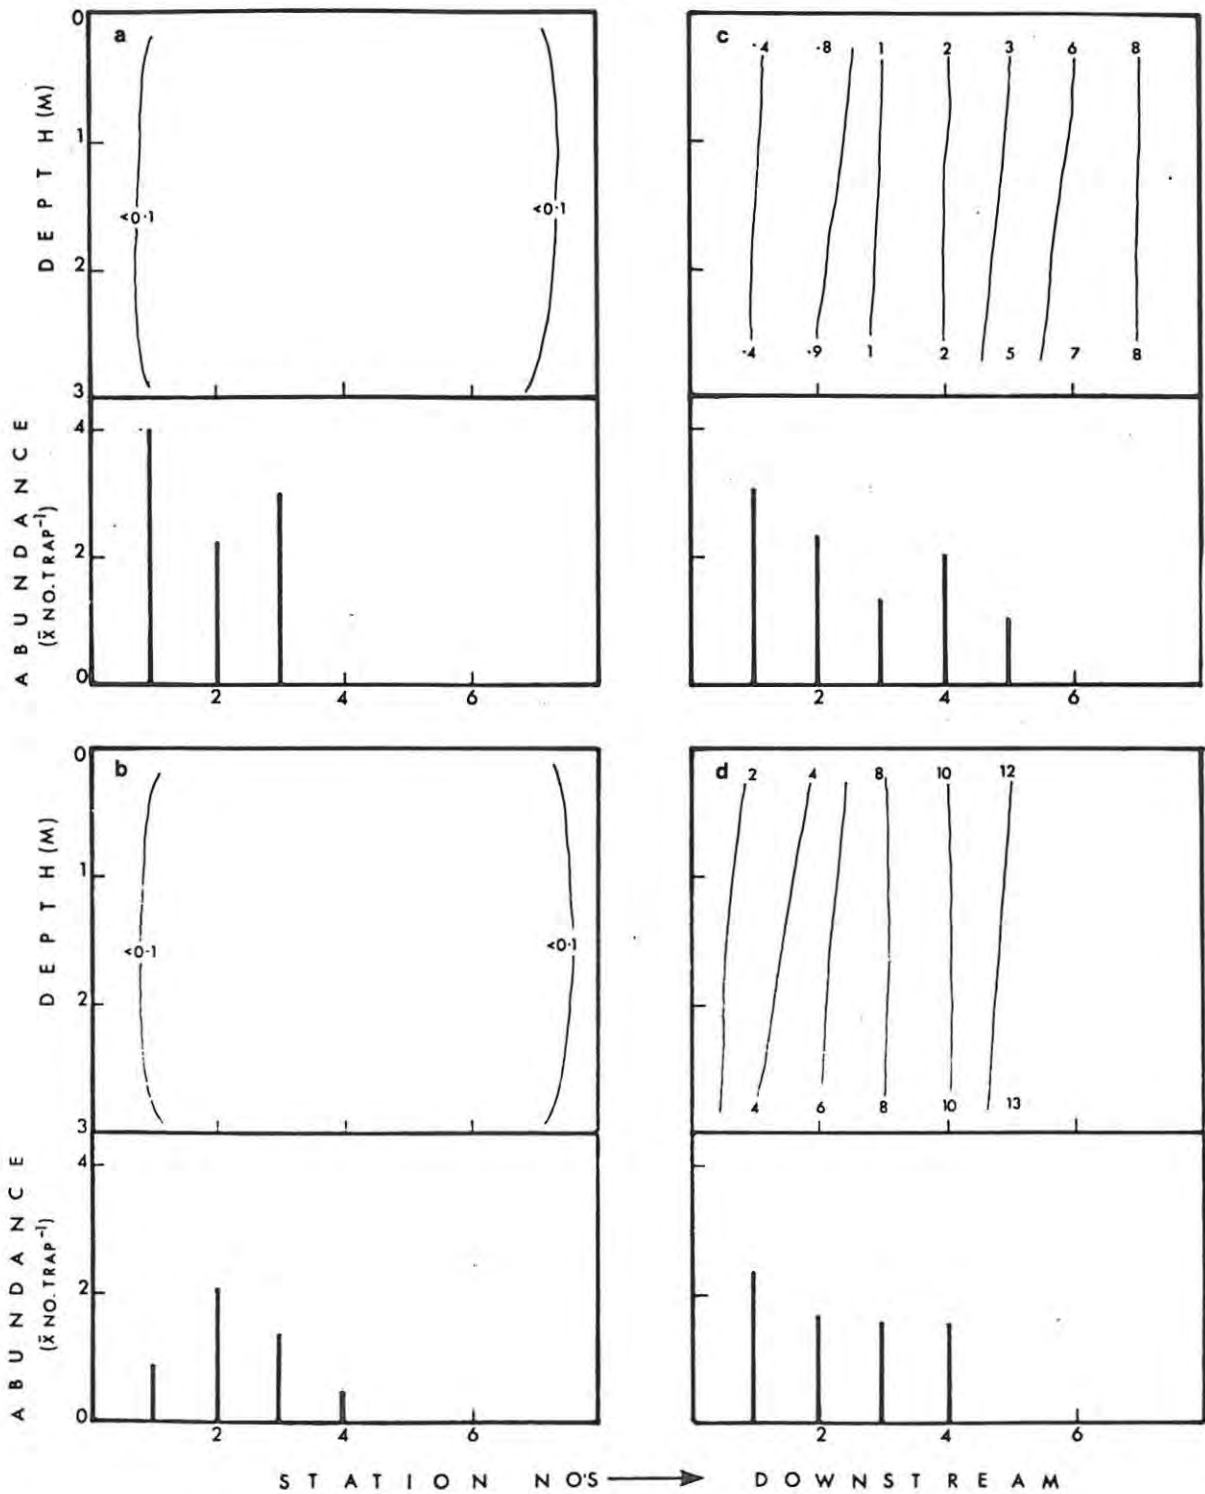 a
c
0
1
2
3
DEPTH (M)
<0·1
<0·1
·4 ·8 1 2 3 6 8
·4 ·9 1 2 5 7 8
ABUNDANCE
(x̄ NO. TRAP⁻¹)
4
2
0
2 4 6
2 4 6
b
d
0
1
2
3
DEPTH (M)
<0·1
<0·1
2 4 8 10 12
4 6 8 10 13
ABUNDANCE
(x̄ NO. TRAP⁻¹)
4
2
0
2 4 6
2 4 6
STATION NO'S DOWNSTREAM